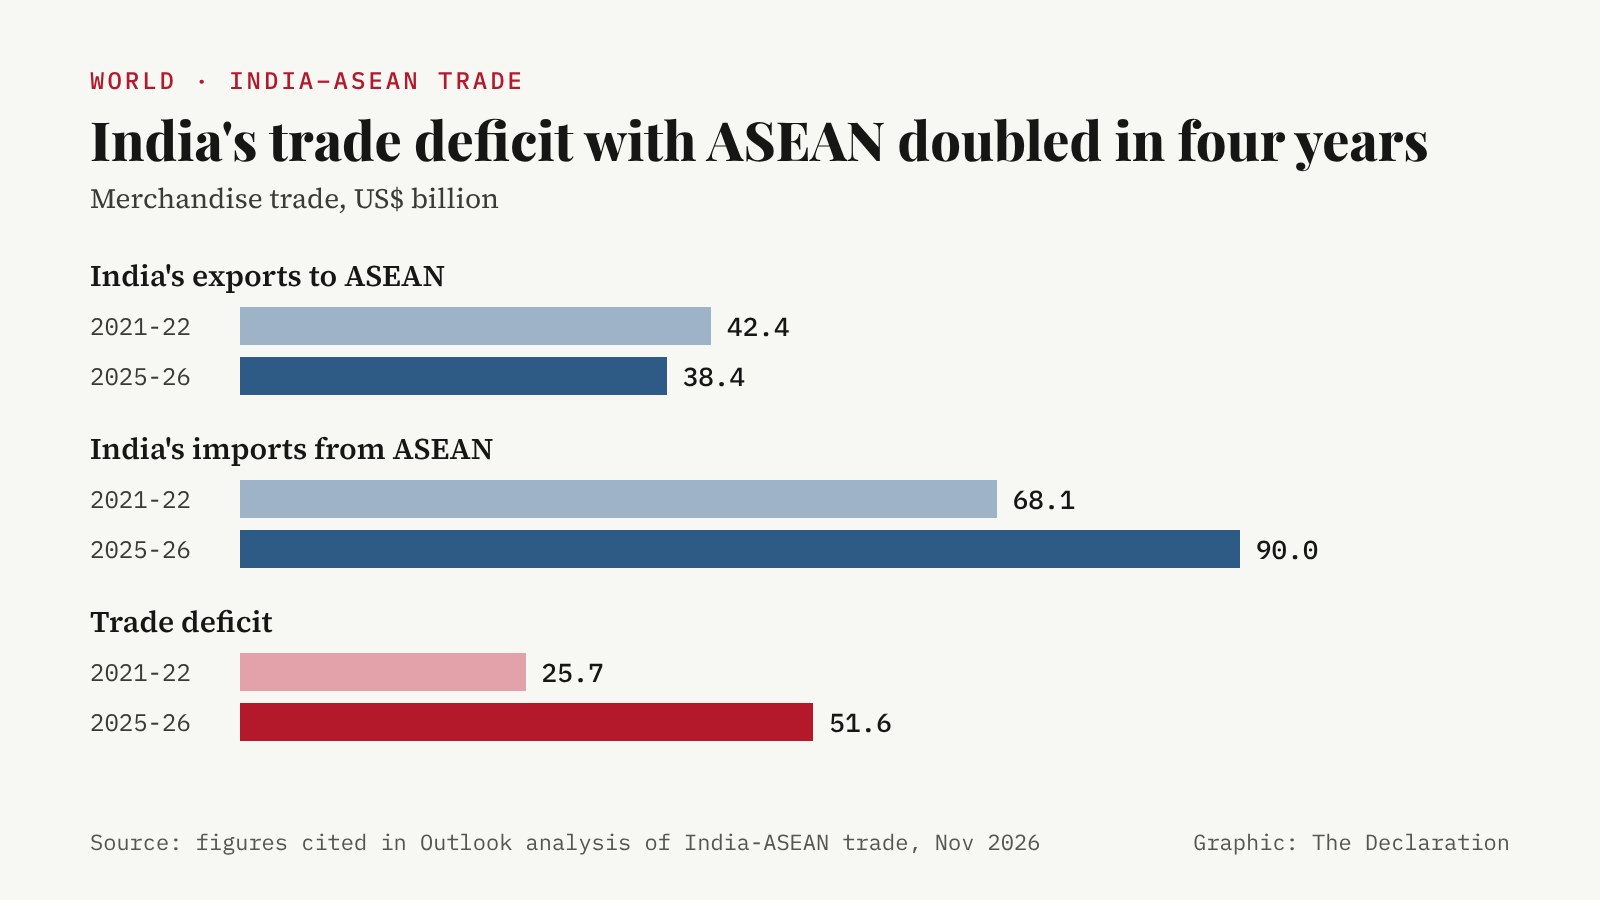 WORLD · INDIA–ASEAN TRADE
India's trade deficit with ASEAN doubled in four years
Merchandise trade, US$ billion
India's exports to ASEAN
2021-22 42.4
2025-26 38.4
India's imports from ASEAN
2021-22 68.1
2025-26 90.0
Trade deficit
2021-22 25.7
2025-26 51.6
Source: figures cited in Outlook analysis of India-ASEAN trade, Nov 2026 Graphic: The Declaration